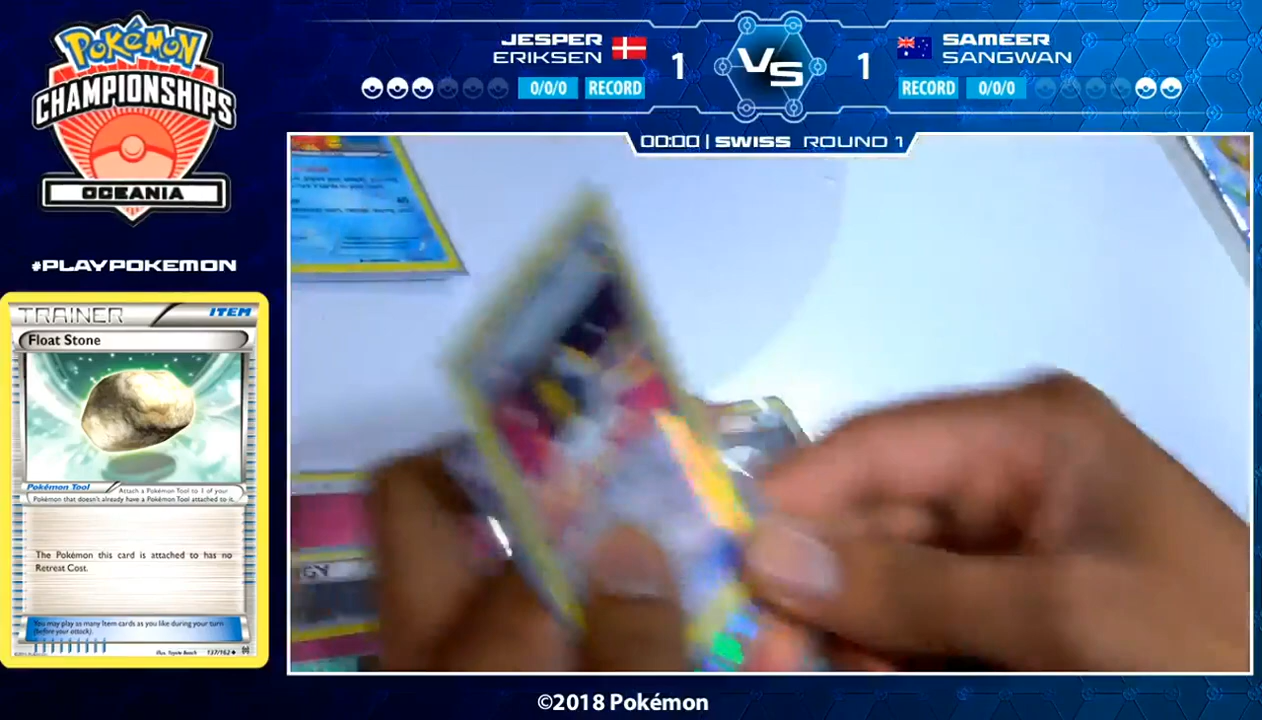 POKÉMON
CHAMPIONSHIPS
OCEANIA
#PLAYPOKEMON
JESPER
ERIKSEN
1
VS
1
SAMEER
SANGWAN
0/0/0 RECORD
RECORD 0/0/0
00:00 | SWISS ROUND 1
TRAINER ITEM
Float Stone
Pokémon Tool
Attach a Pokémon Tool to 1 of your
Pokémon that doesn't already have a Pokémon Tool attached to it.
The Pokémon this card is attached to has no
Retreat Cost.
You may play as many Item cards as you like during your turn
(before your attack).
137/162
©2018 Pokémon